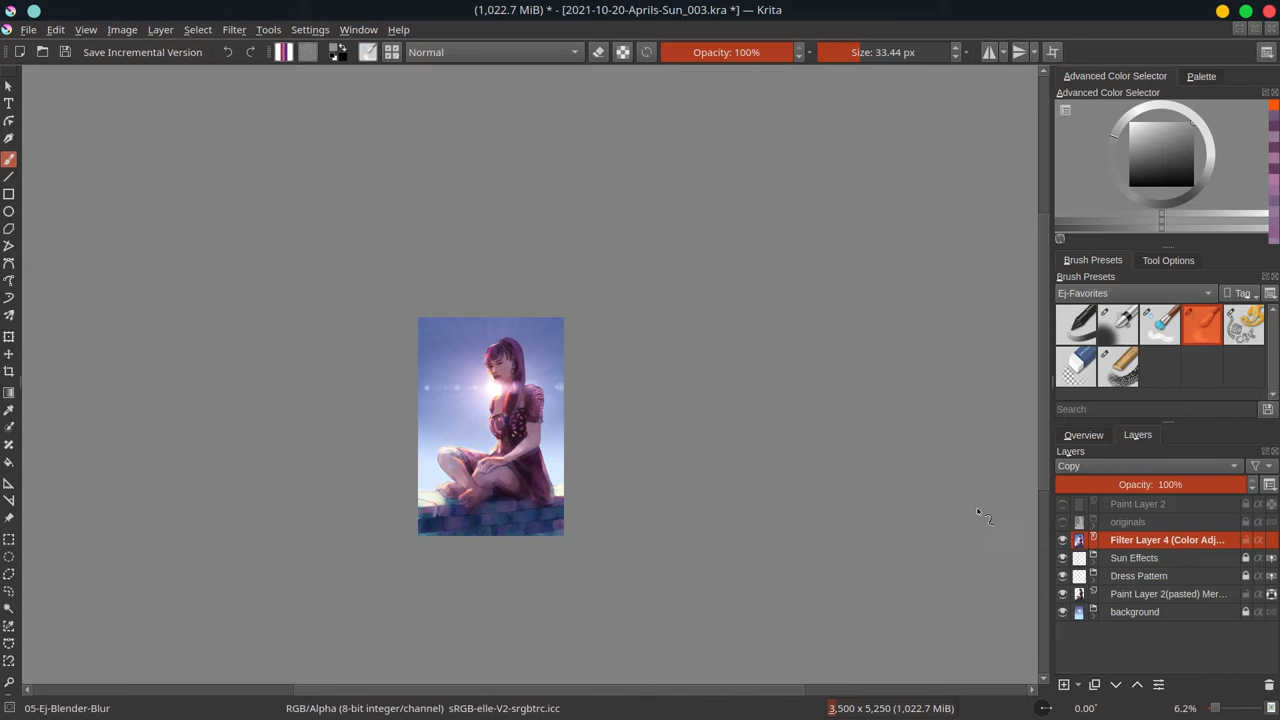 (1,022.7 MiB) * - [2021-10-20-Aprils-Sun_003.kra *] — Krita
File Edit View Image Layer Select Filter Tools Settings Window Help
Save Incremental Version Normal Opacity: 100% Size: 33.44 px
Advanced Color Selector Palette
Advanced Color Selector
Brush Presets Tool Options
Brush Presets
Ej-Favorites Tag
Search
Overview Layers
Layers
Copy
Opacity: 100%
Paint Layer 2
originals
Filter Layer 4 (Color Adj...
Sun Effects
Dress Pattern
Paint Layer 2(pasted) Mer...
background
05-Ej-Blender-Blur RGB/Alpha (8-bit integer/channel) sRGB-elle-V2-srgbtrc.icc 3,500 x 5,250 (1,022.7 MiB) 0.00° 6.2%